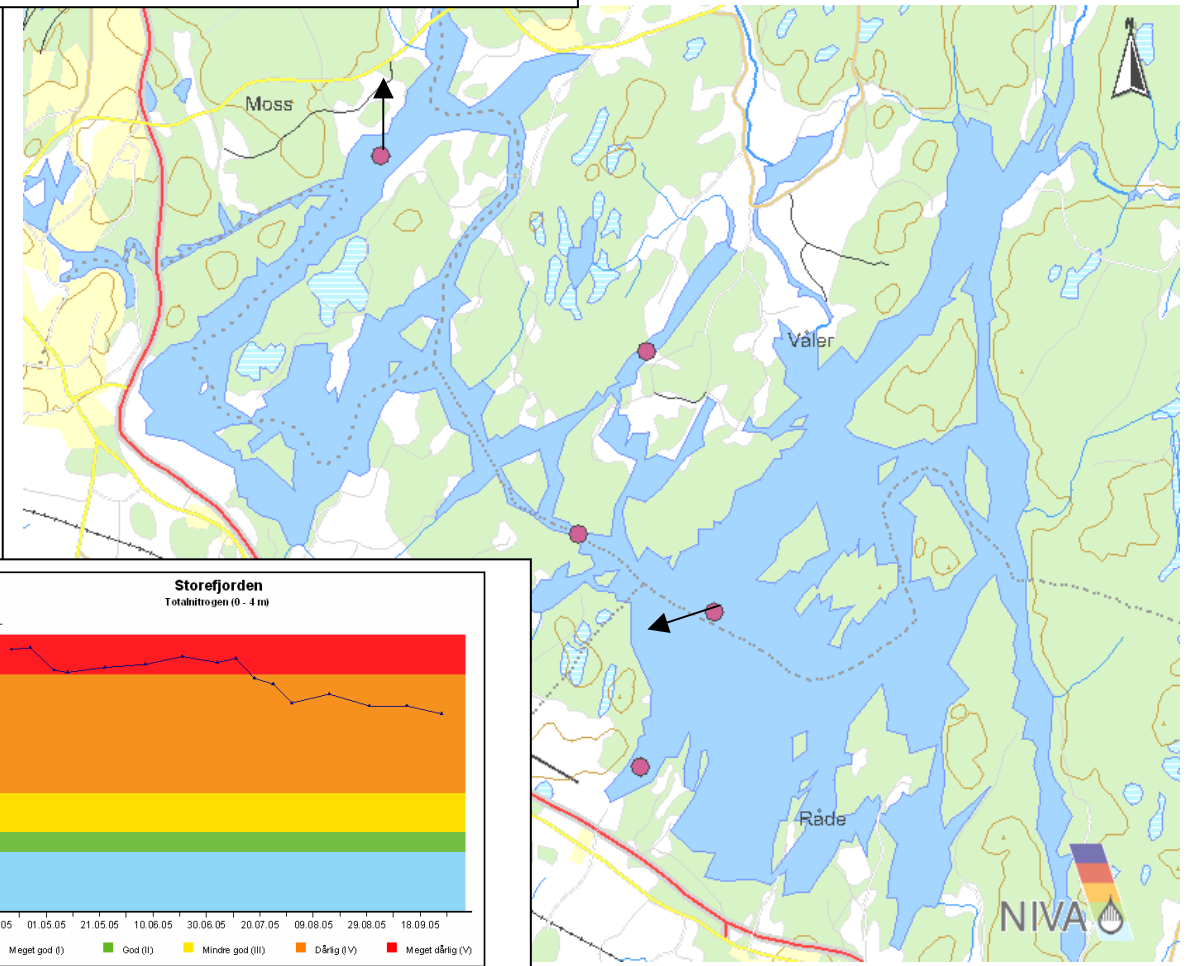 N
Moss
Våler
Storefjorden
Totalnitrogen (0 - 4 m)
05 01.05.05 21.05.05 10.06.05 30.06.05 20.07.05 09.08.05 29.08.05 18.09.05
Meget god (I) God (II) Mindre god (III) Dårlig (IV) Meget dårlig (V)
Råde
NIVA